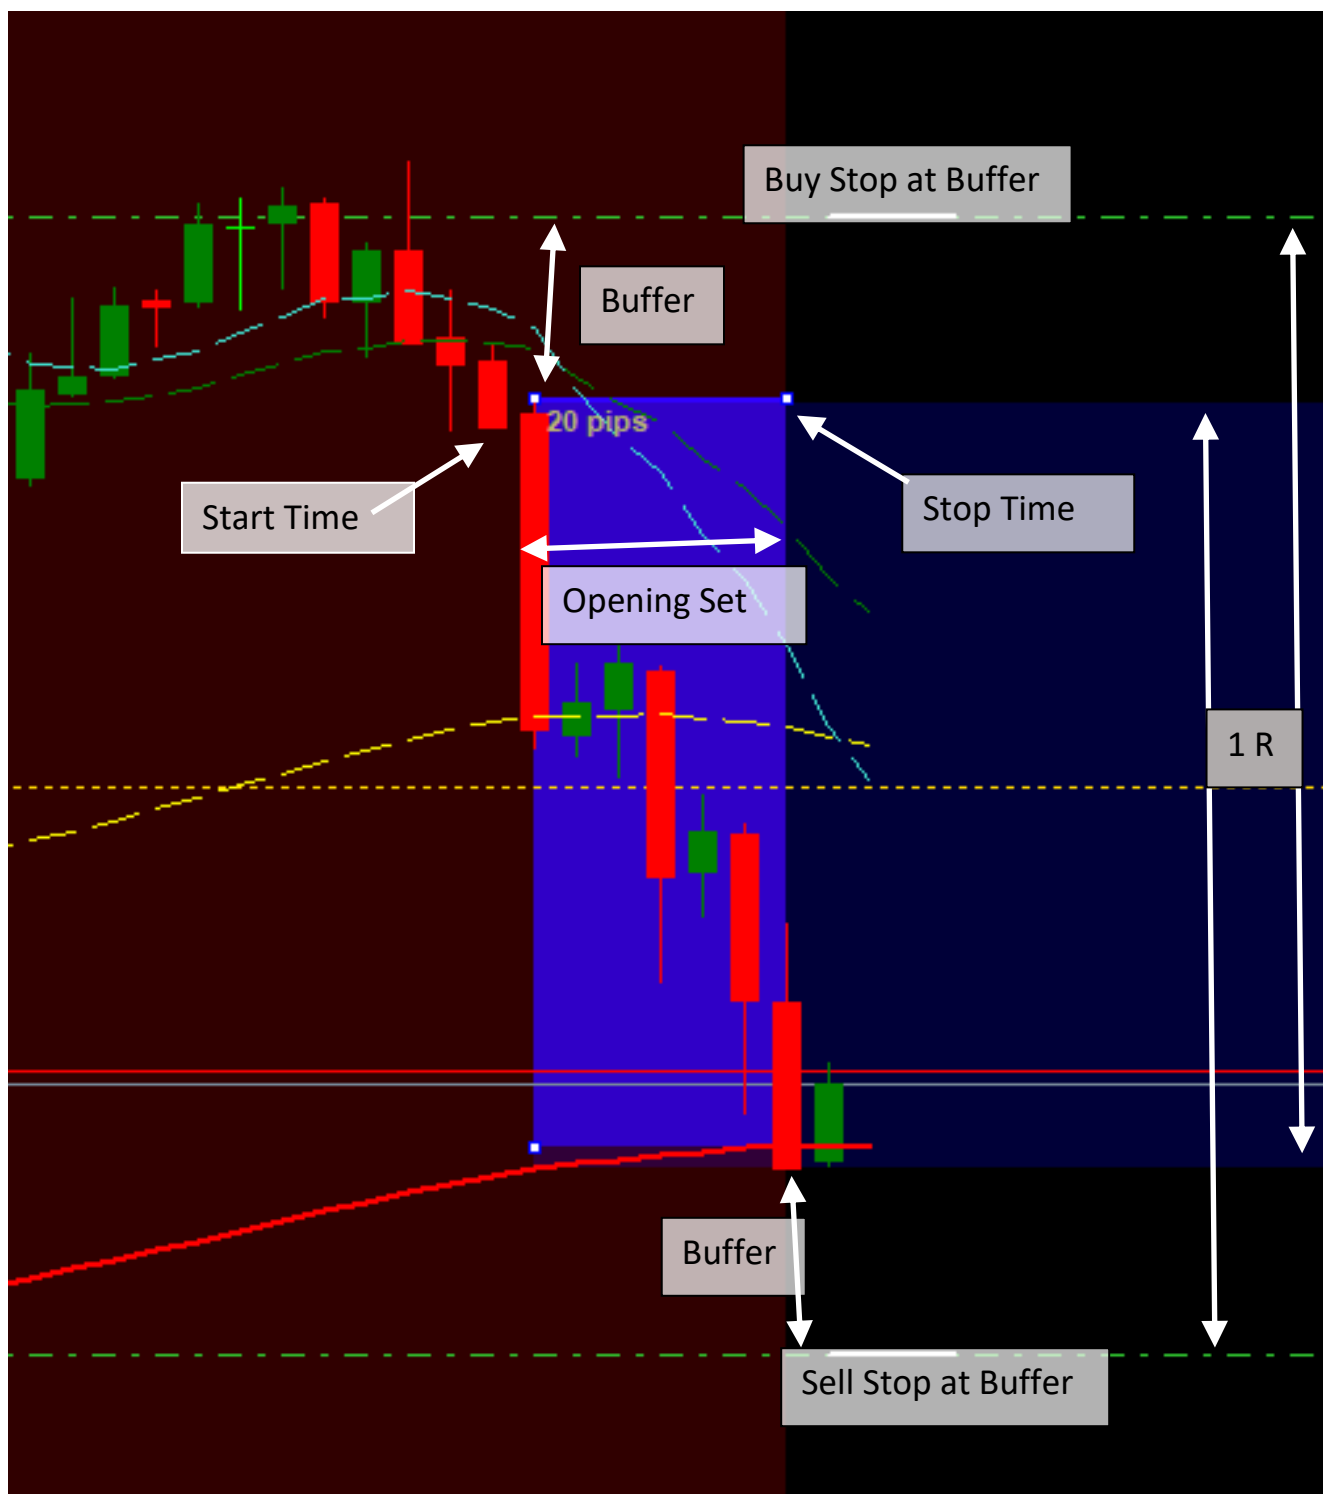 Buy Stop at Buffer
Buffer
20 pips
Start Time
Stop Time
Opening Set
1 R
Buffer
Sell Stop at Buffer